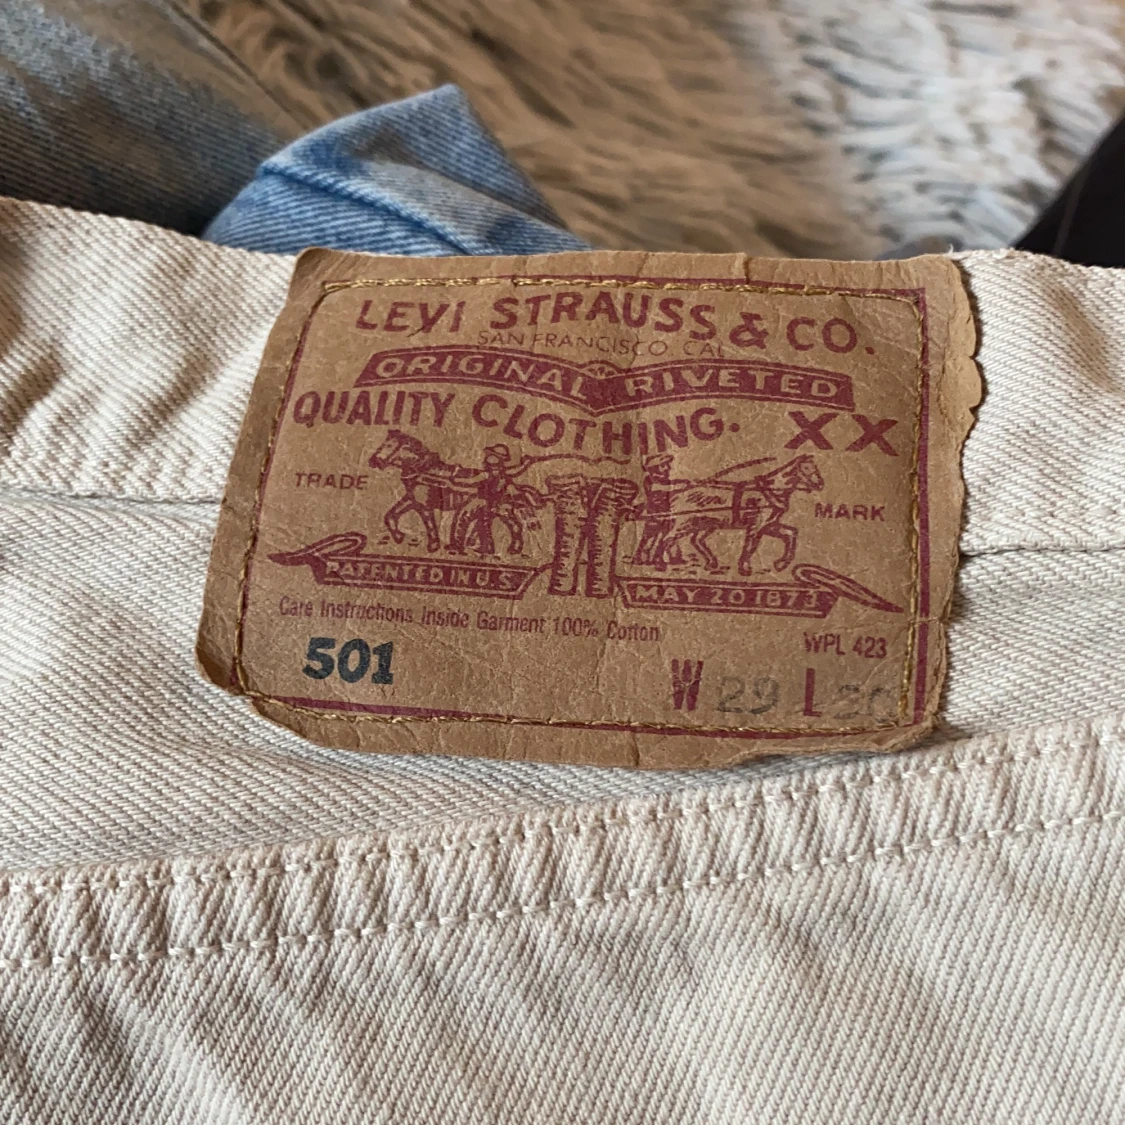 LEVI STRAUSS & CO.
SAN FRANCISCO CAL
ORIGINAL RIVETED
QUALITY CLOTHING. XX
TRADE MARK
PATENTED IN U.S. MAY 20 1873
Care Instructions Inside Garment 100% Cotton
WPL 423
501
W 29 L